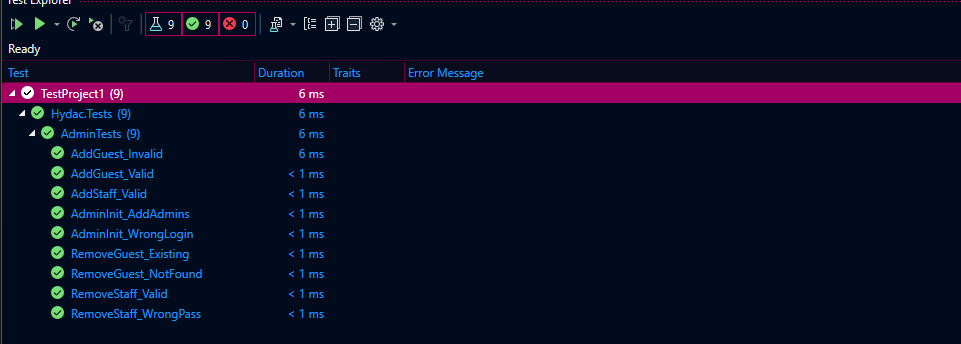 Test Explorer
9 9 0
Ready
Test Duration Traits Error Message
TestProject1 (9) 6 ms
Hydac.Tests (9) 6 ms
AdminTests (9) 6 ms
AddGuest_Invalid 6 ms
AddGuest_Valid < 1 ms
AddStaff_Valid < 1 ms
AdminInit_AddAdmins < 1 ms
AdminInit_WrongLogin < 1 ms
RemoveGuest_Existing < 1 ms
RemoveGuest_NotFound < 1 ms
RemoveStaff_Valid < 1 ms
RemoveStaff_WrongPass < 1 ms